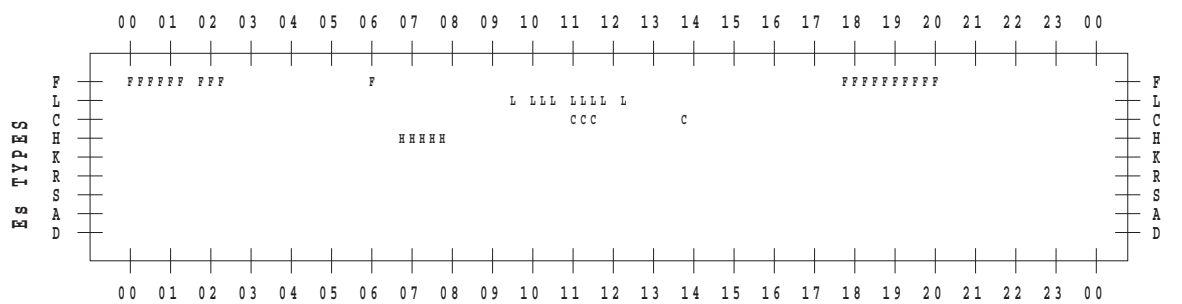 00 01 02 03 04 05 06 07 08 09 10 11 12 13 14 15 16 17 18 19 20 21 22 23 00
F FFFFFF FFF F FFFFFFFFFF F
L L LLL LLLL L L
C CCC C C
H HHHHH H
K K
R R
S S
A A
D D
Es TYPES
00 01 02 03 04 05 06 07 08 09 10 11 12 13 14 15 16 17 18 19 20 21 22 23 00